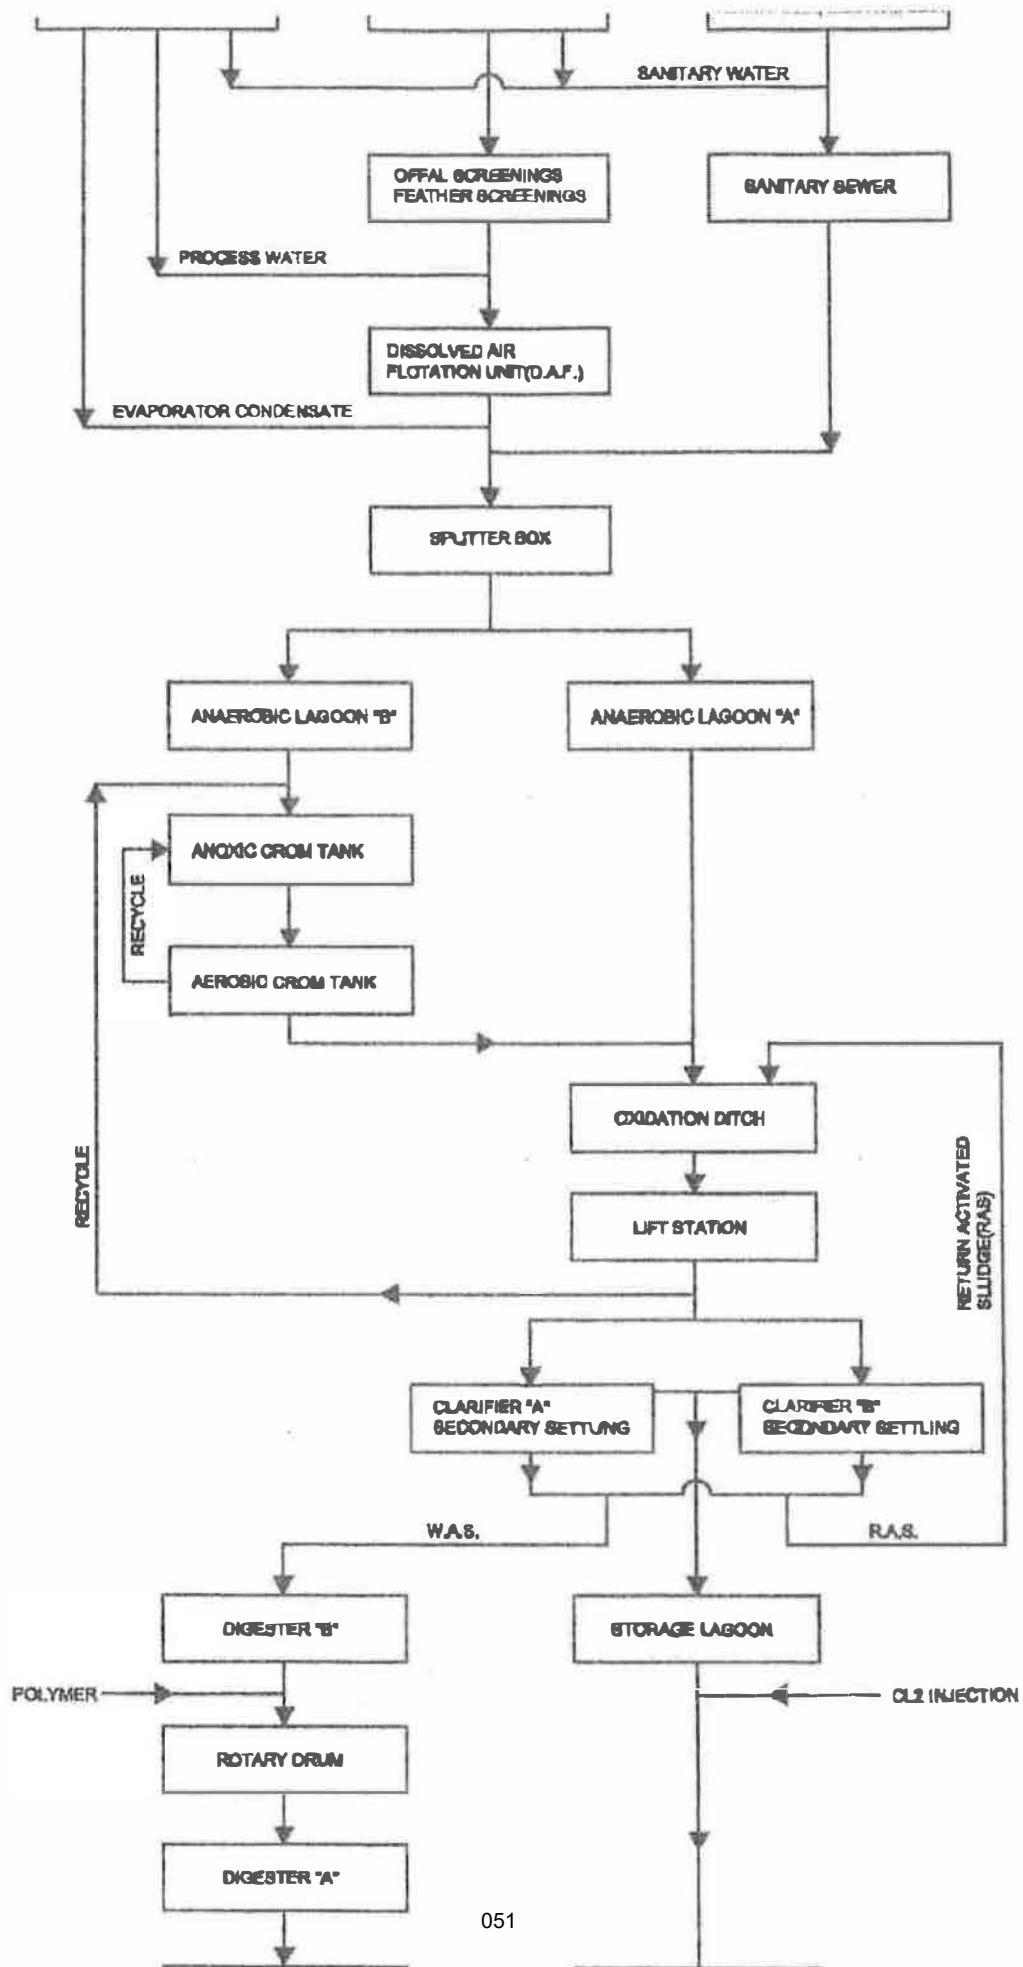 SANITARY WATER
OFFAL SCREENINGS
FEATHER SCREENINGS
SANITARY SEWER
PROCESS WATER
DISSOLVED AIR
FLOTATION UNIT(D.A.F.)
EVAPORATOR CONDENSATE
SPLITTER BOX
ANAEROBIC LAGOON "B"
ANAEROBIC LAGOON "A"
ANOXIC CROM TANK
RECYCLE
AEROBIC CROM TANK
OXIDATION DITCH
RECYCLE
LIFT STATION
RETURN ACTIVATED
SLUDGE(RAS)
CLARIFIER "A"
SECONDARY SETTLING
CLARIFIER "B"
SECONDARY SETTLING
W.A.S.
R.A.S.
DIGESTER "B"
STORAGE LAGOON
POLYMER
CL2 INJECTION
ROTARY DRUM
DIGESTER "A"
051